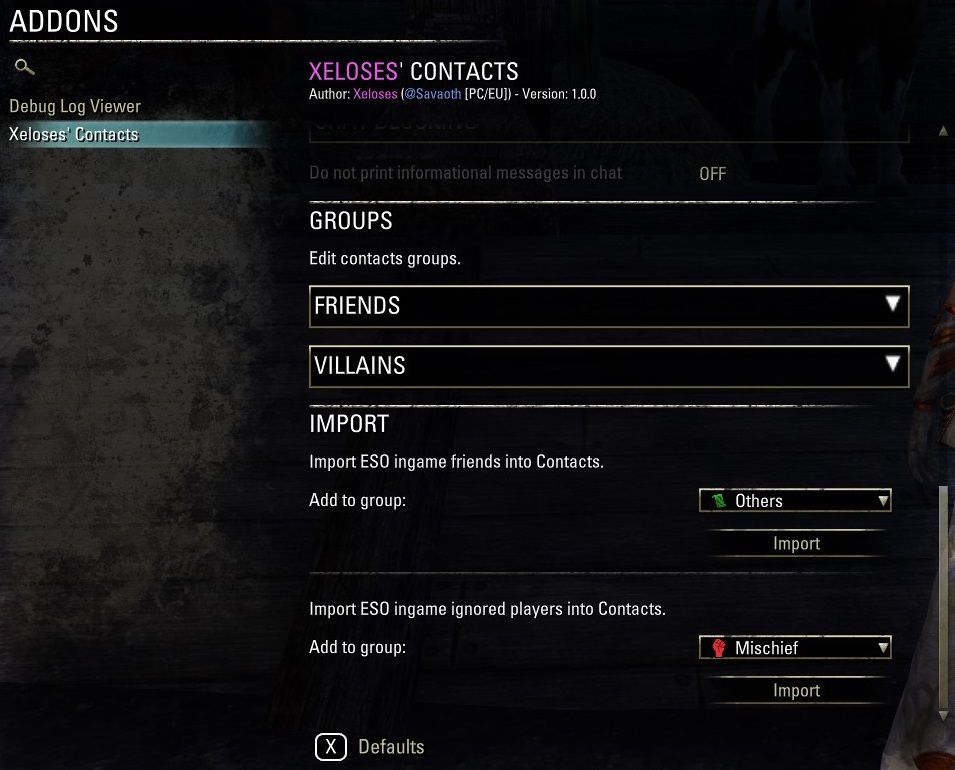 ADDONS
Debug Log Viewer
Xeloses' Contacts
XELOSES' CONTACTS
Author: Xeloses (@Savaoth [PC/EU]) - Version: 1.0.0
CHAT BLOCKING
Do not print informational messages in chat OFF
GROUPS
Edit contacts groups.
FRIENDS
VILLAINS
IMPORT
Import ESO ingame friends into Contacts.
Add to group: Others
Import
Import ESO ingame ignored players into Contacts.
Add to group: Mischief
Import
X Defaults